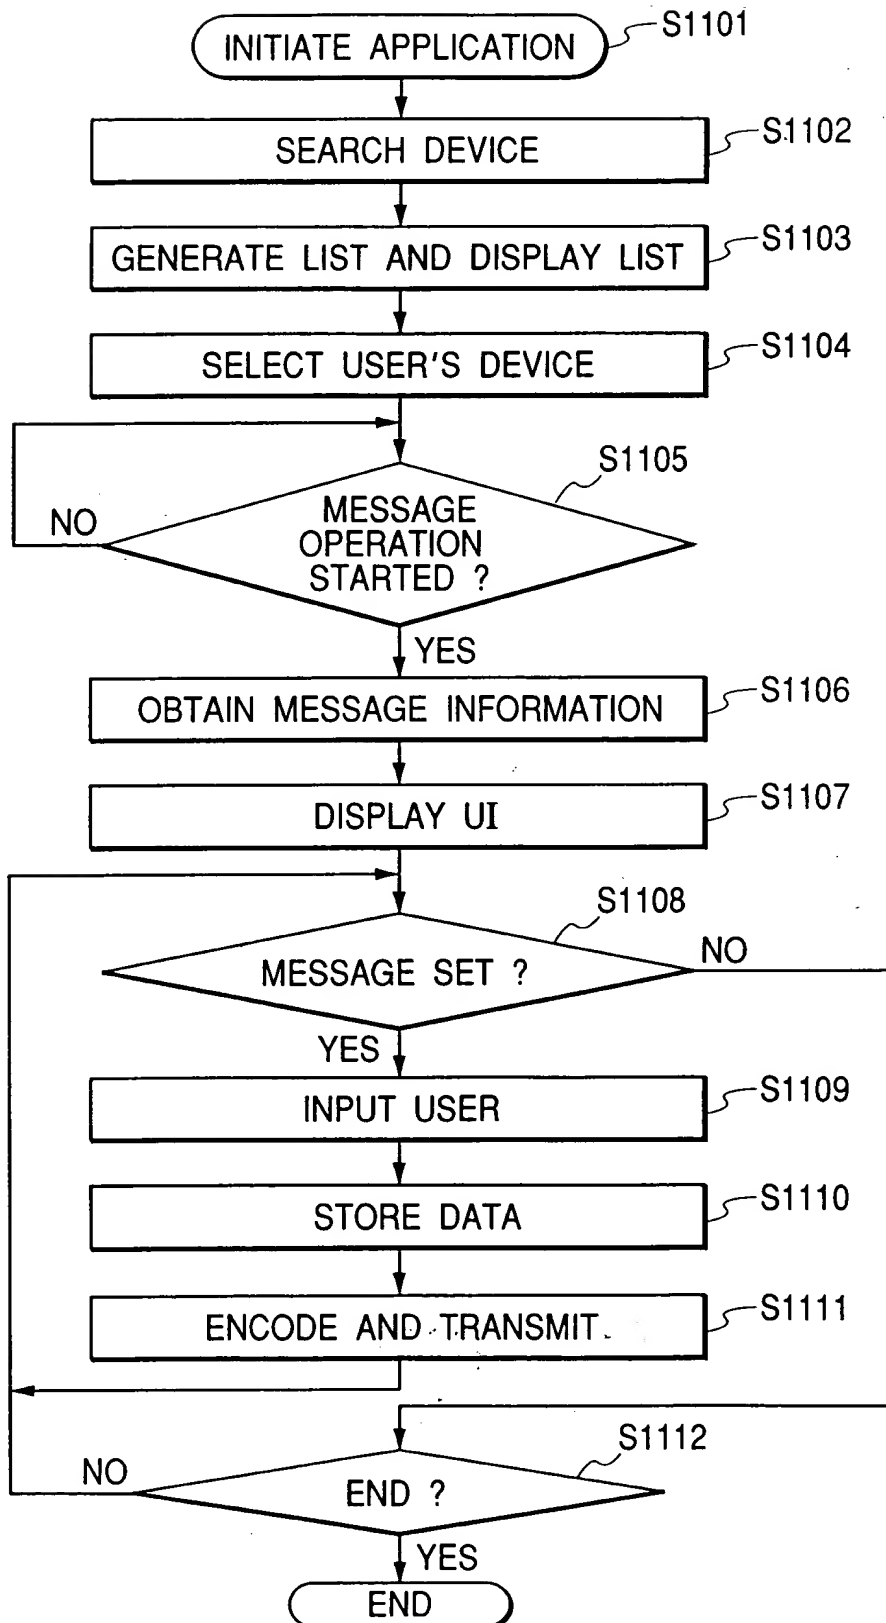 INITIATE APPLICATION
S1101
SEARCH DEVICE
S1102
GENERATE LIST AND DISPLAY LIST
S1103
SELECT USER'S DEVICE
S1104
S1105
MESSAGE
OPERATION
STARTED ?
NO
YES
OBTAIN MESSAGE INFORMATION
S1106
DISPLAY UI
S1107
S1108
MESSAGE SET ?
NO
YES
INPUT USER
S1109
STORE DATA
S1110
ENCODE AND TRANSMIT
S1111
S1112
END ?
NO
YES
END